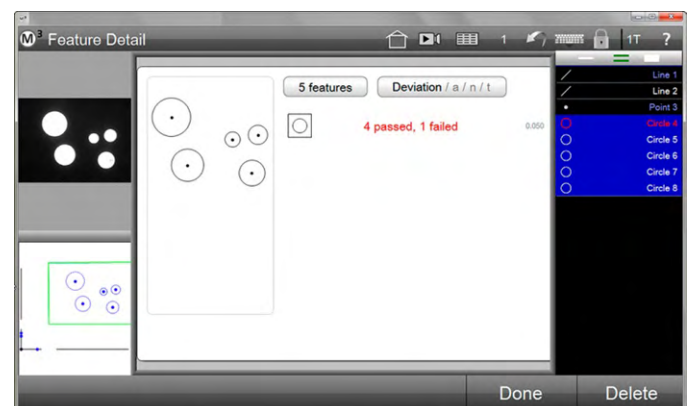 M³ Feature Detail
1
1T
?
5 features
Deviation / a / n / t
4 passed, 1 failed
0.050
Line 1
Line 2
Point 3
Circle 4
Circle 5
Circle 6
Circle 7
Circle 8
Done
Delete